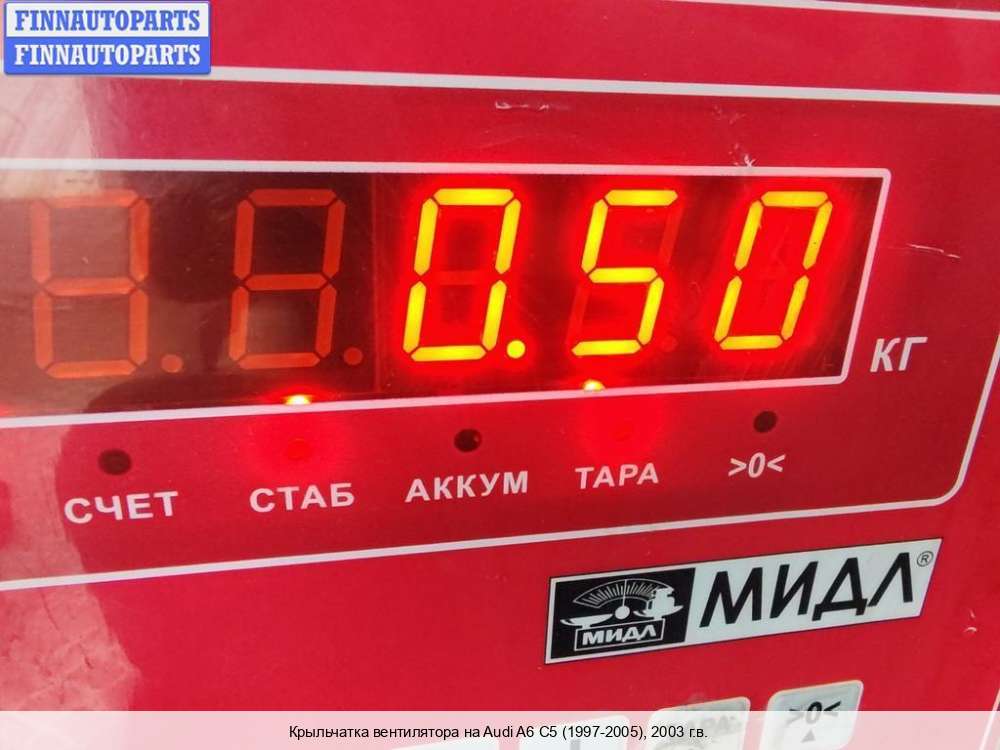 FINNAUTOPARTS
FINNAUTOPARTS
0.50
КГ
СЧЕТ СТАБ АККУМ ТАРА >0<
МИДЛ МИДЛ®
>0<
Крыльчатка вентилятора на Audi A6 C5 (1997-2005), 2003 г.в.